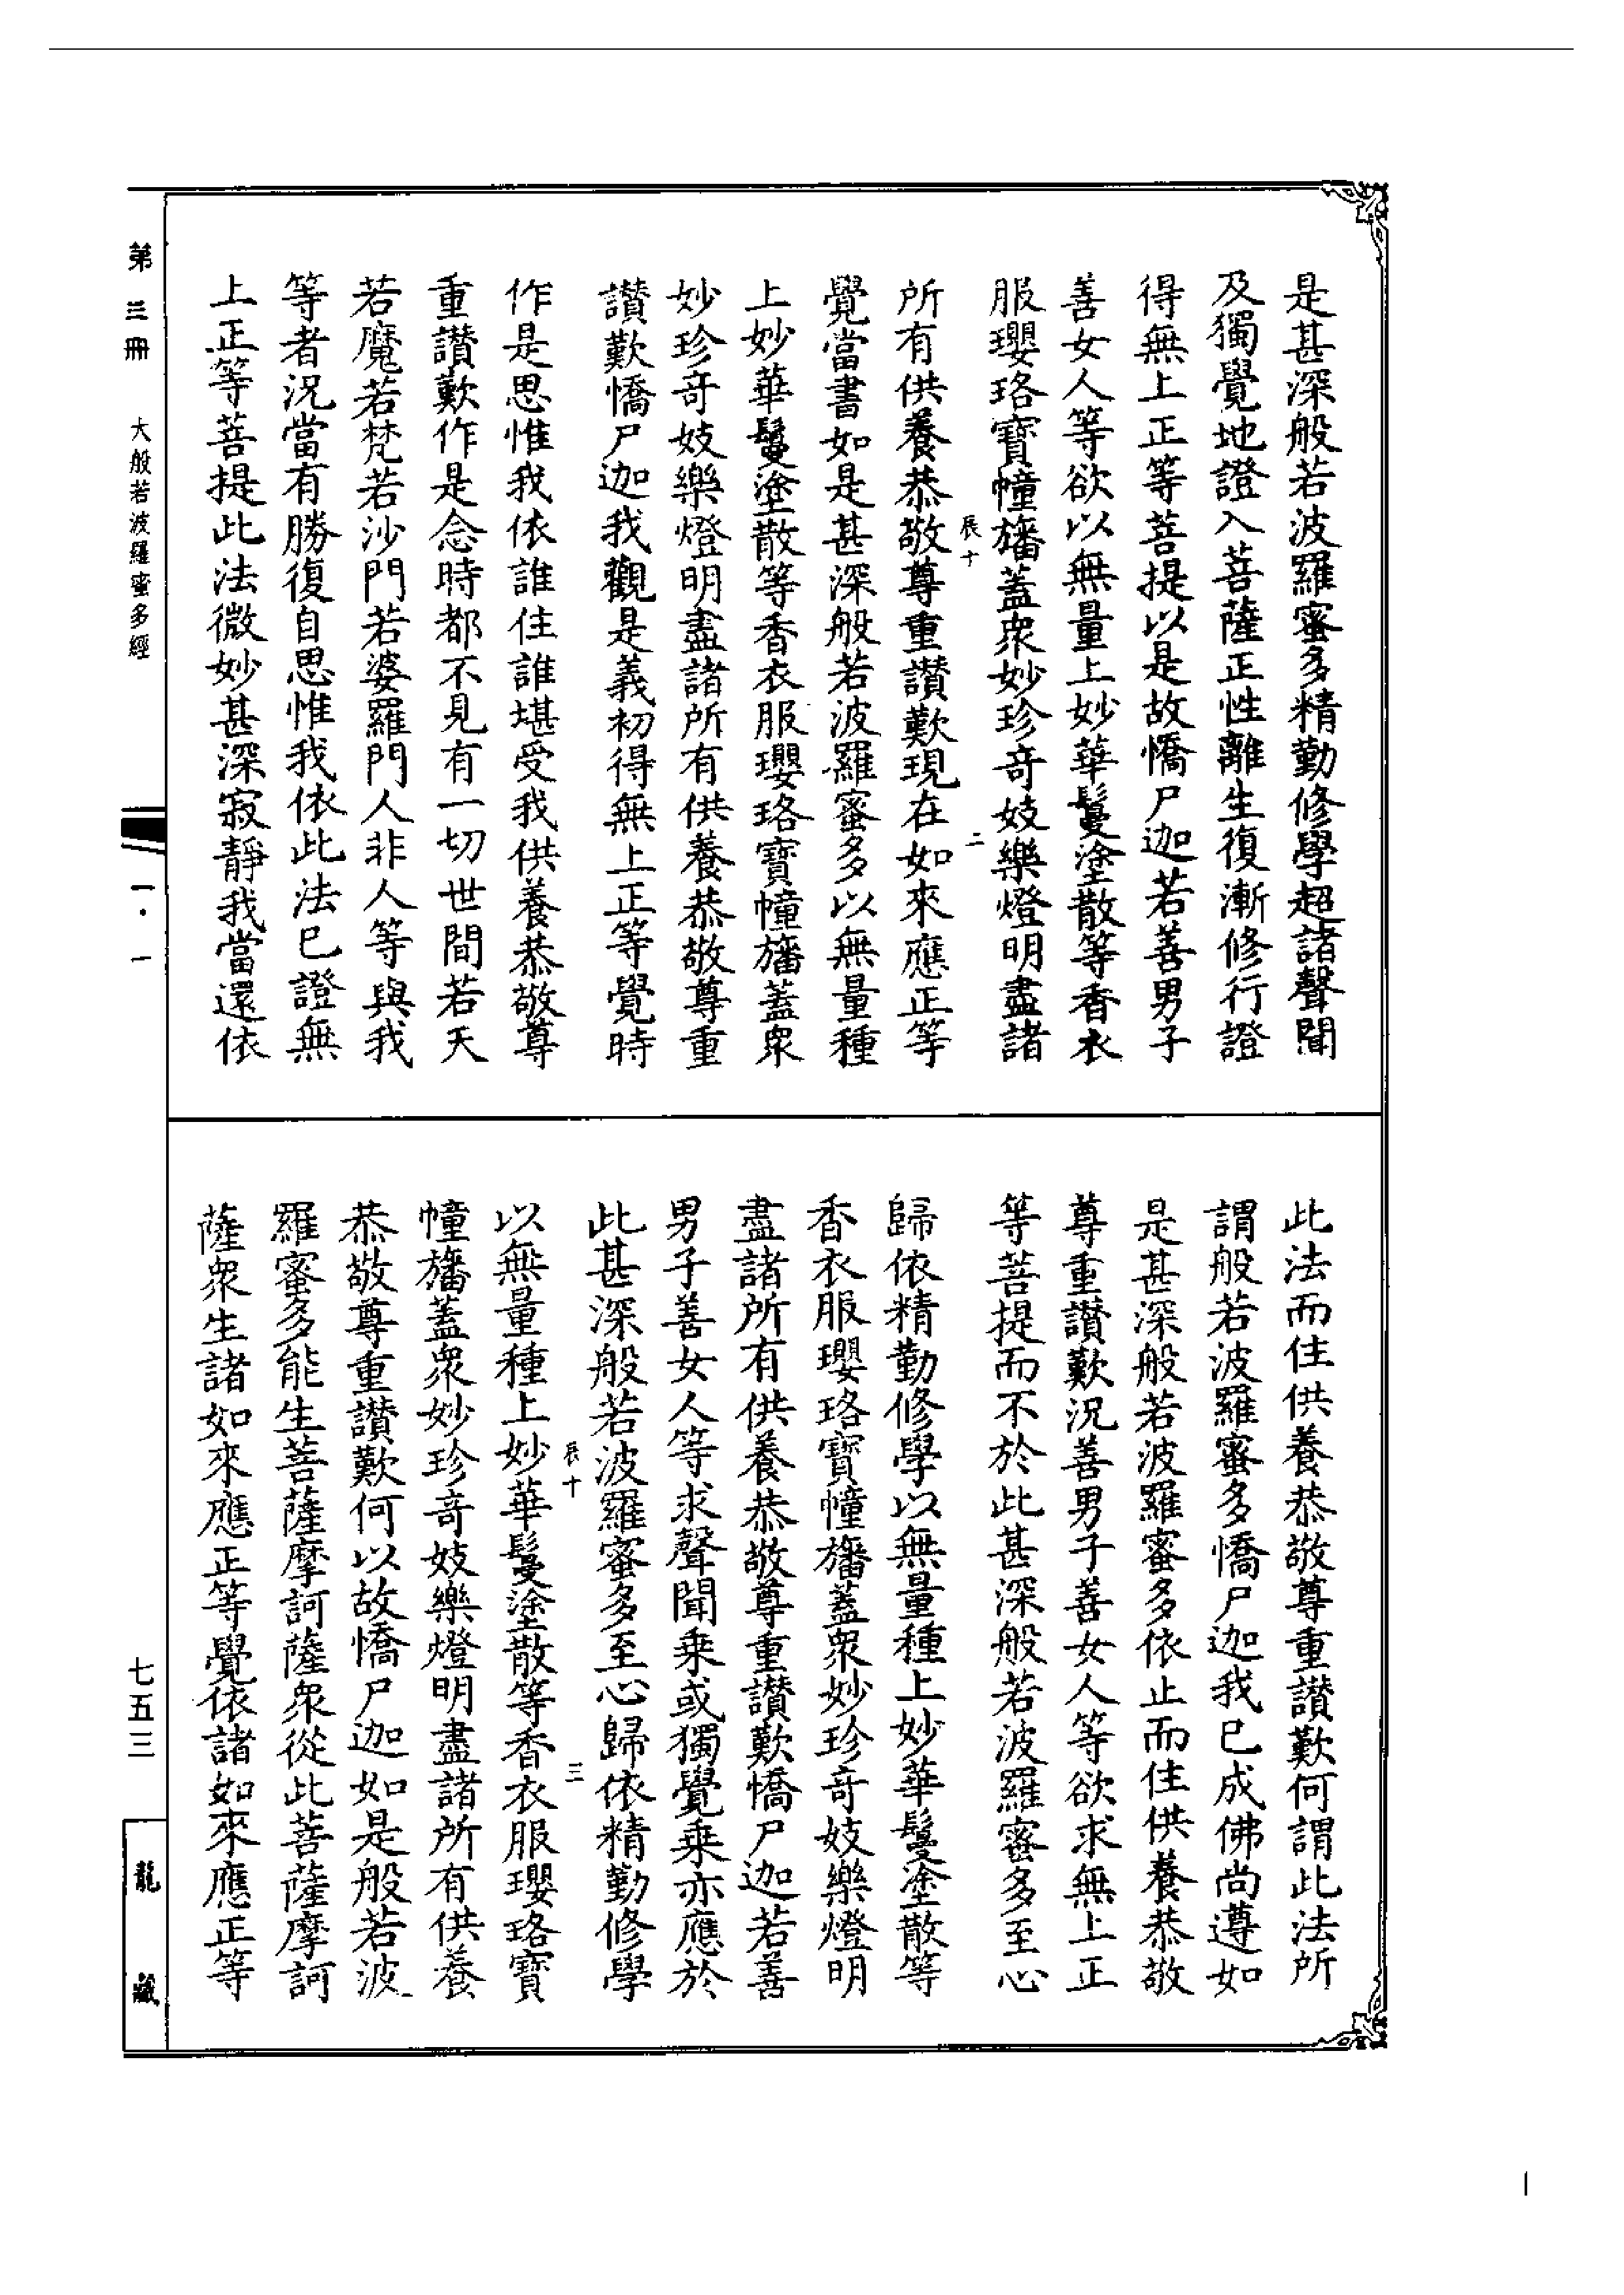 是甚深般若波羅蜜多精勤修學超諸聲聞
及獨覺地證入菩薩正性離生復漸修行證
得無上正等菩提以是故憍尸迦若善男子
善女人等欲以無量上妙華鬘塗散等香衣
服瓔珞寶幢旛蓋衆妙珍奇妓樂燈明盡諸
辰十 二
所有供養恭敬尊重讚歎現在如來應正等
覺當書如是甚深般若波羅蜜多以無量種
上妙華鬘塗散等香衣服瓔珞寶幢旛蓋衆
妙珍奇妓樂燈明盡諸所有供養恭敬尊重
讚歎憍尸迦我觀是義初得無上正等覺時
作是思惟我依誰住誰堪受我供養恭敬尊
重讚歎作是念時都不見有一切世間若天
若魔若梵若沙門若婆羅門人非人等與我
等者況當有勝復自思惟我依此法已證無
上正等菩提此法微妙甚深寂靜我當還依
此法而住供養恭敬尊重讚歎何謂此法所
謂般若波羅蜜多憍尸迦我已成佛尚遵如
是甚深般若波羅蜜多依止而住供養恭敬
尊重讚歎況善男子善女人等欲求無上正
等菩提而不於此甚深般若波羅蜜多至心
歸依精勤修學以無量種上妙華鬘塗散等
香衣服瓔珞寶幢旛蓋衆妙珍奇妓樂燈明
盡諸所有供養恭敬尊重讚歎憍尸迦若善
男子善女人等求聲聞乘或獨覺乘亦應於
此甚深般若波羅蜜多至心歸依精勤修學
辰十 三
以無量種上妙華鬘塗散等香衣服瓔珞寶
幢旛蓋衆妙珍奇妓樂燈明盡諸所有供養
恭敬尊重讚歎何以故憍尸迦如是般若波
羅蜜多能生菩薩摩訶薩衆從此菩薩摩訶
薩衆生諸如來應正等覺依諸如來應正等
第三冊 大般若波羅蜜多經 一·一 七五三 龍藏